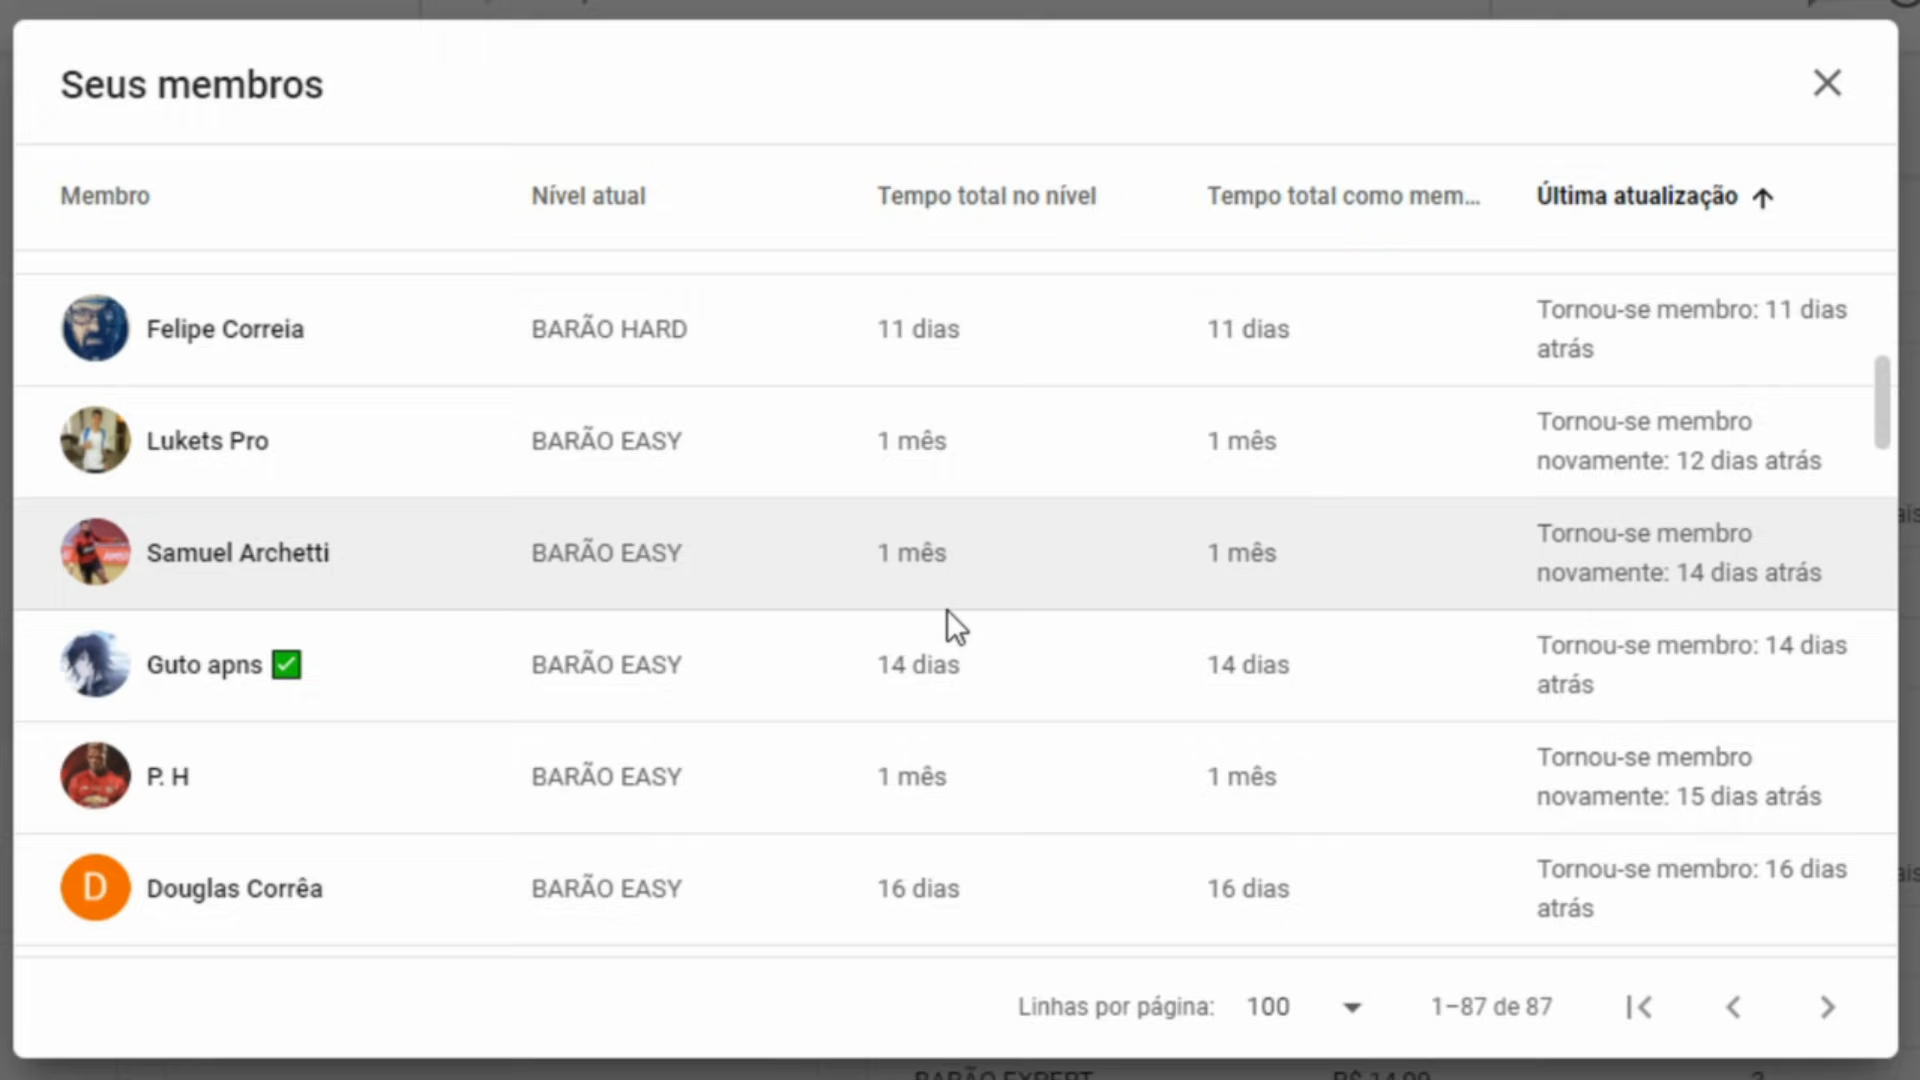 Seus membros
Membro Nível atual Tempo total no nível Tempo total como mem... Última atualização
Felipe Correia BARÃO HARD 11 dias 11 dias Tornou-se membro: 11 dias
atrás
Lukets Pro BARÃO EASY 1 mês 1 mês Tornou-se membro
novamente: 12 dias atrás
Samuel Archetti BARÃO EASY 1 mês 1 mês Tornou-se membro
novamente: 14 dias atrás
Guto apns ✅ BARÃO EASY 14 dias 14 dias Tornou-se membro: 14 dias
atrás
P. H BARÃO EASY 1 mês 1 mês Tornou-se membro
novamente: 15 dias atrás
D Douglas Corrêa BARÃO EASY 16 dias 16 dias Tornou-se membro: 16 dias
atrás
Linhas por página: 100 1–87 de 87
BARÃO EXPERT R$ 14,99